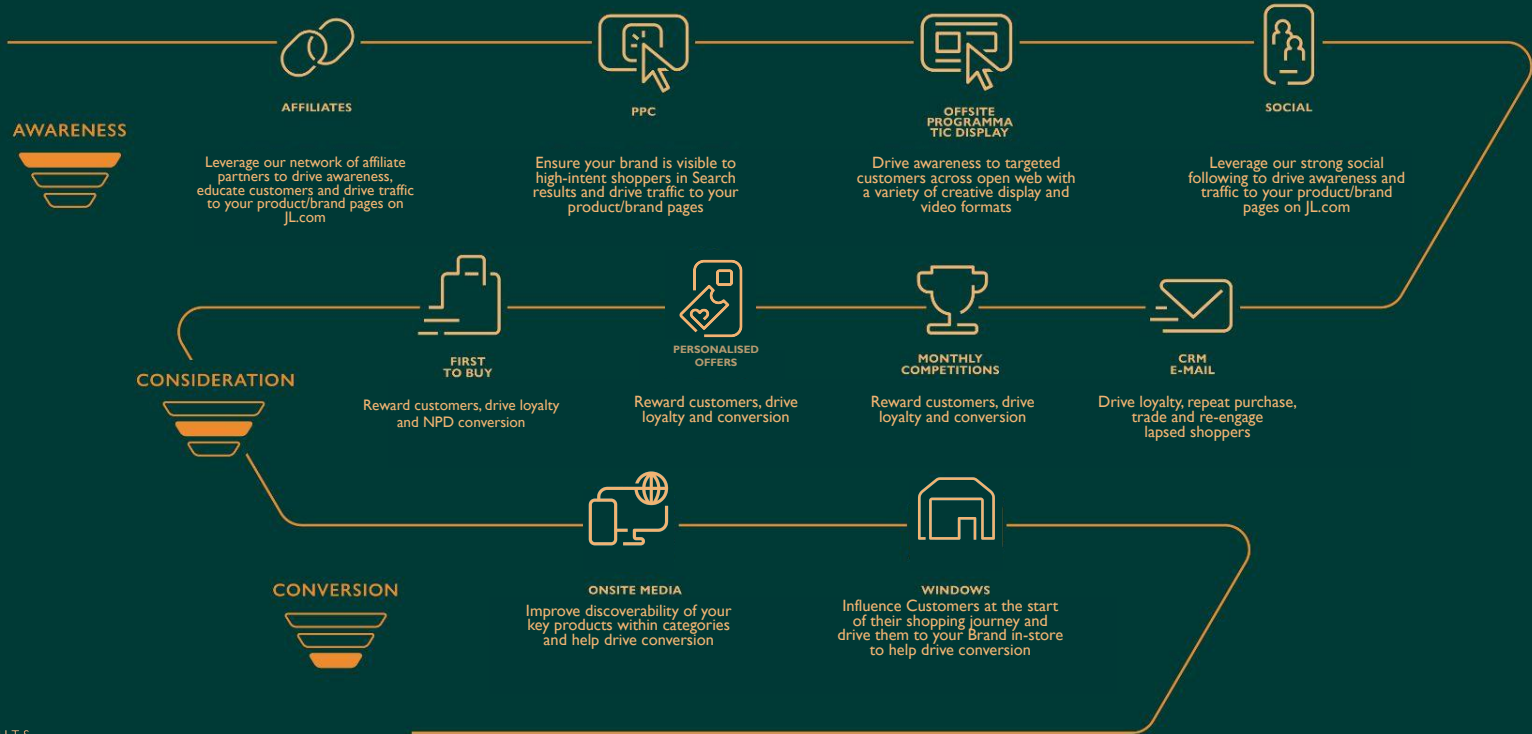 AWARENESS
AFFILIATES
Leverage our network of affiliate
partners to drive awareness,
educate customers and drive traffic
to your product/brand pages on
JL.com
PPC
Ensure your brand is visible to
high-intent shoppers in Search
results and drive traffic to your
product/brand pages
OFFSITE
PROGRAMMA
TIC DISPLAY
Drive awareness to targeted
customers across open web with
a variety of creative display and
video formats
SOCIAL
Leverage our strong social
following to drive awareness and
traffic to your product/brand
pages on JL.com
CONSIDERATION
FIRST
TO BUY
Reward customers, drive loyalty
and NPD conversion
PERSONALISED
OFFERS
Reward customers, drive
loyalty and conversion
MONTHLY
COMPETITIONS
Reward customers, drive
loyalty and conversion
CRM
E-MAIL
Drive loyalty, repeat purchase,
trade and re-engage
lapsed shoppers
CONVERSION
ONSITE MEDIA
Improve discoverability of your
key products within categories
and help drive conversion
WINDOWS
Influence Customers at the start
of their shopping journey and
drive them to your Brand in-store
to help drive conversion